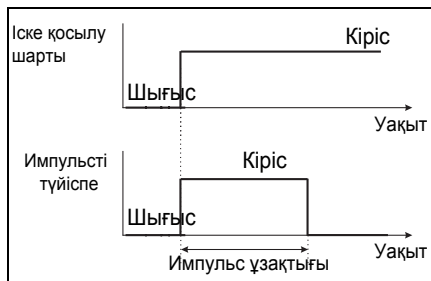 Іске қосылу
шарты
Кіріс
Шығыс
Уақыт
Импульсті
түйіспе
Кіріс
Шығыс
Уақыт
Импульс ұзақтығы